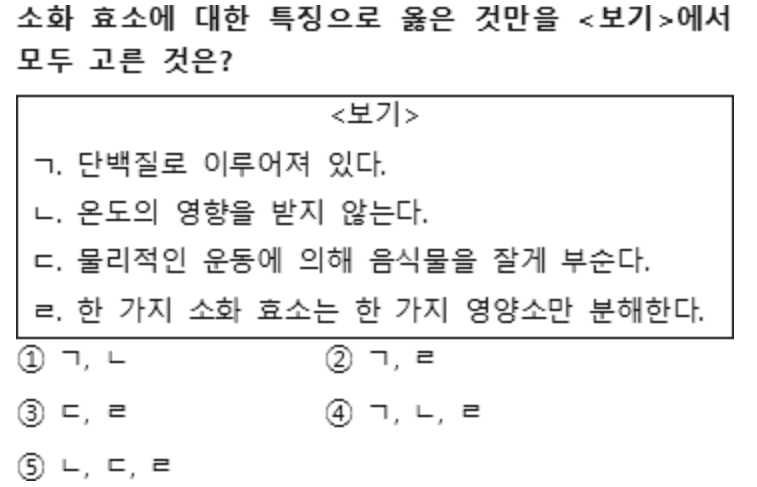 소화 효소에 대한 특징으로 옳은 것만을 <보기>에서
모두 고른 것은?
<보기>
ㄱ. 단백질로 이루어져 있다.
ㄴ. 온도의 영향을 받지 않는다.
ㄷ. 물리적인 운동에 의해 음식물을 잘게 부순다.
ㄹ. 한 가지 소화 효소는 한 가지 영양소만 분해한다.
① ㄱ, ㄴ ② ㄱ, ㄹ
③ ㄷ, ㄹ ④ ㄱ, ㄴ, ㄹ
⑤ ㄴ, ㄷ, ㄹ